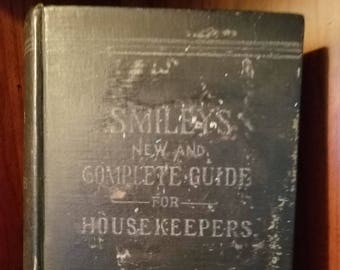 SMILEY'S
NEW AND
COMPLETE GUIDE
FOR
HOUSEKEEPERS.